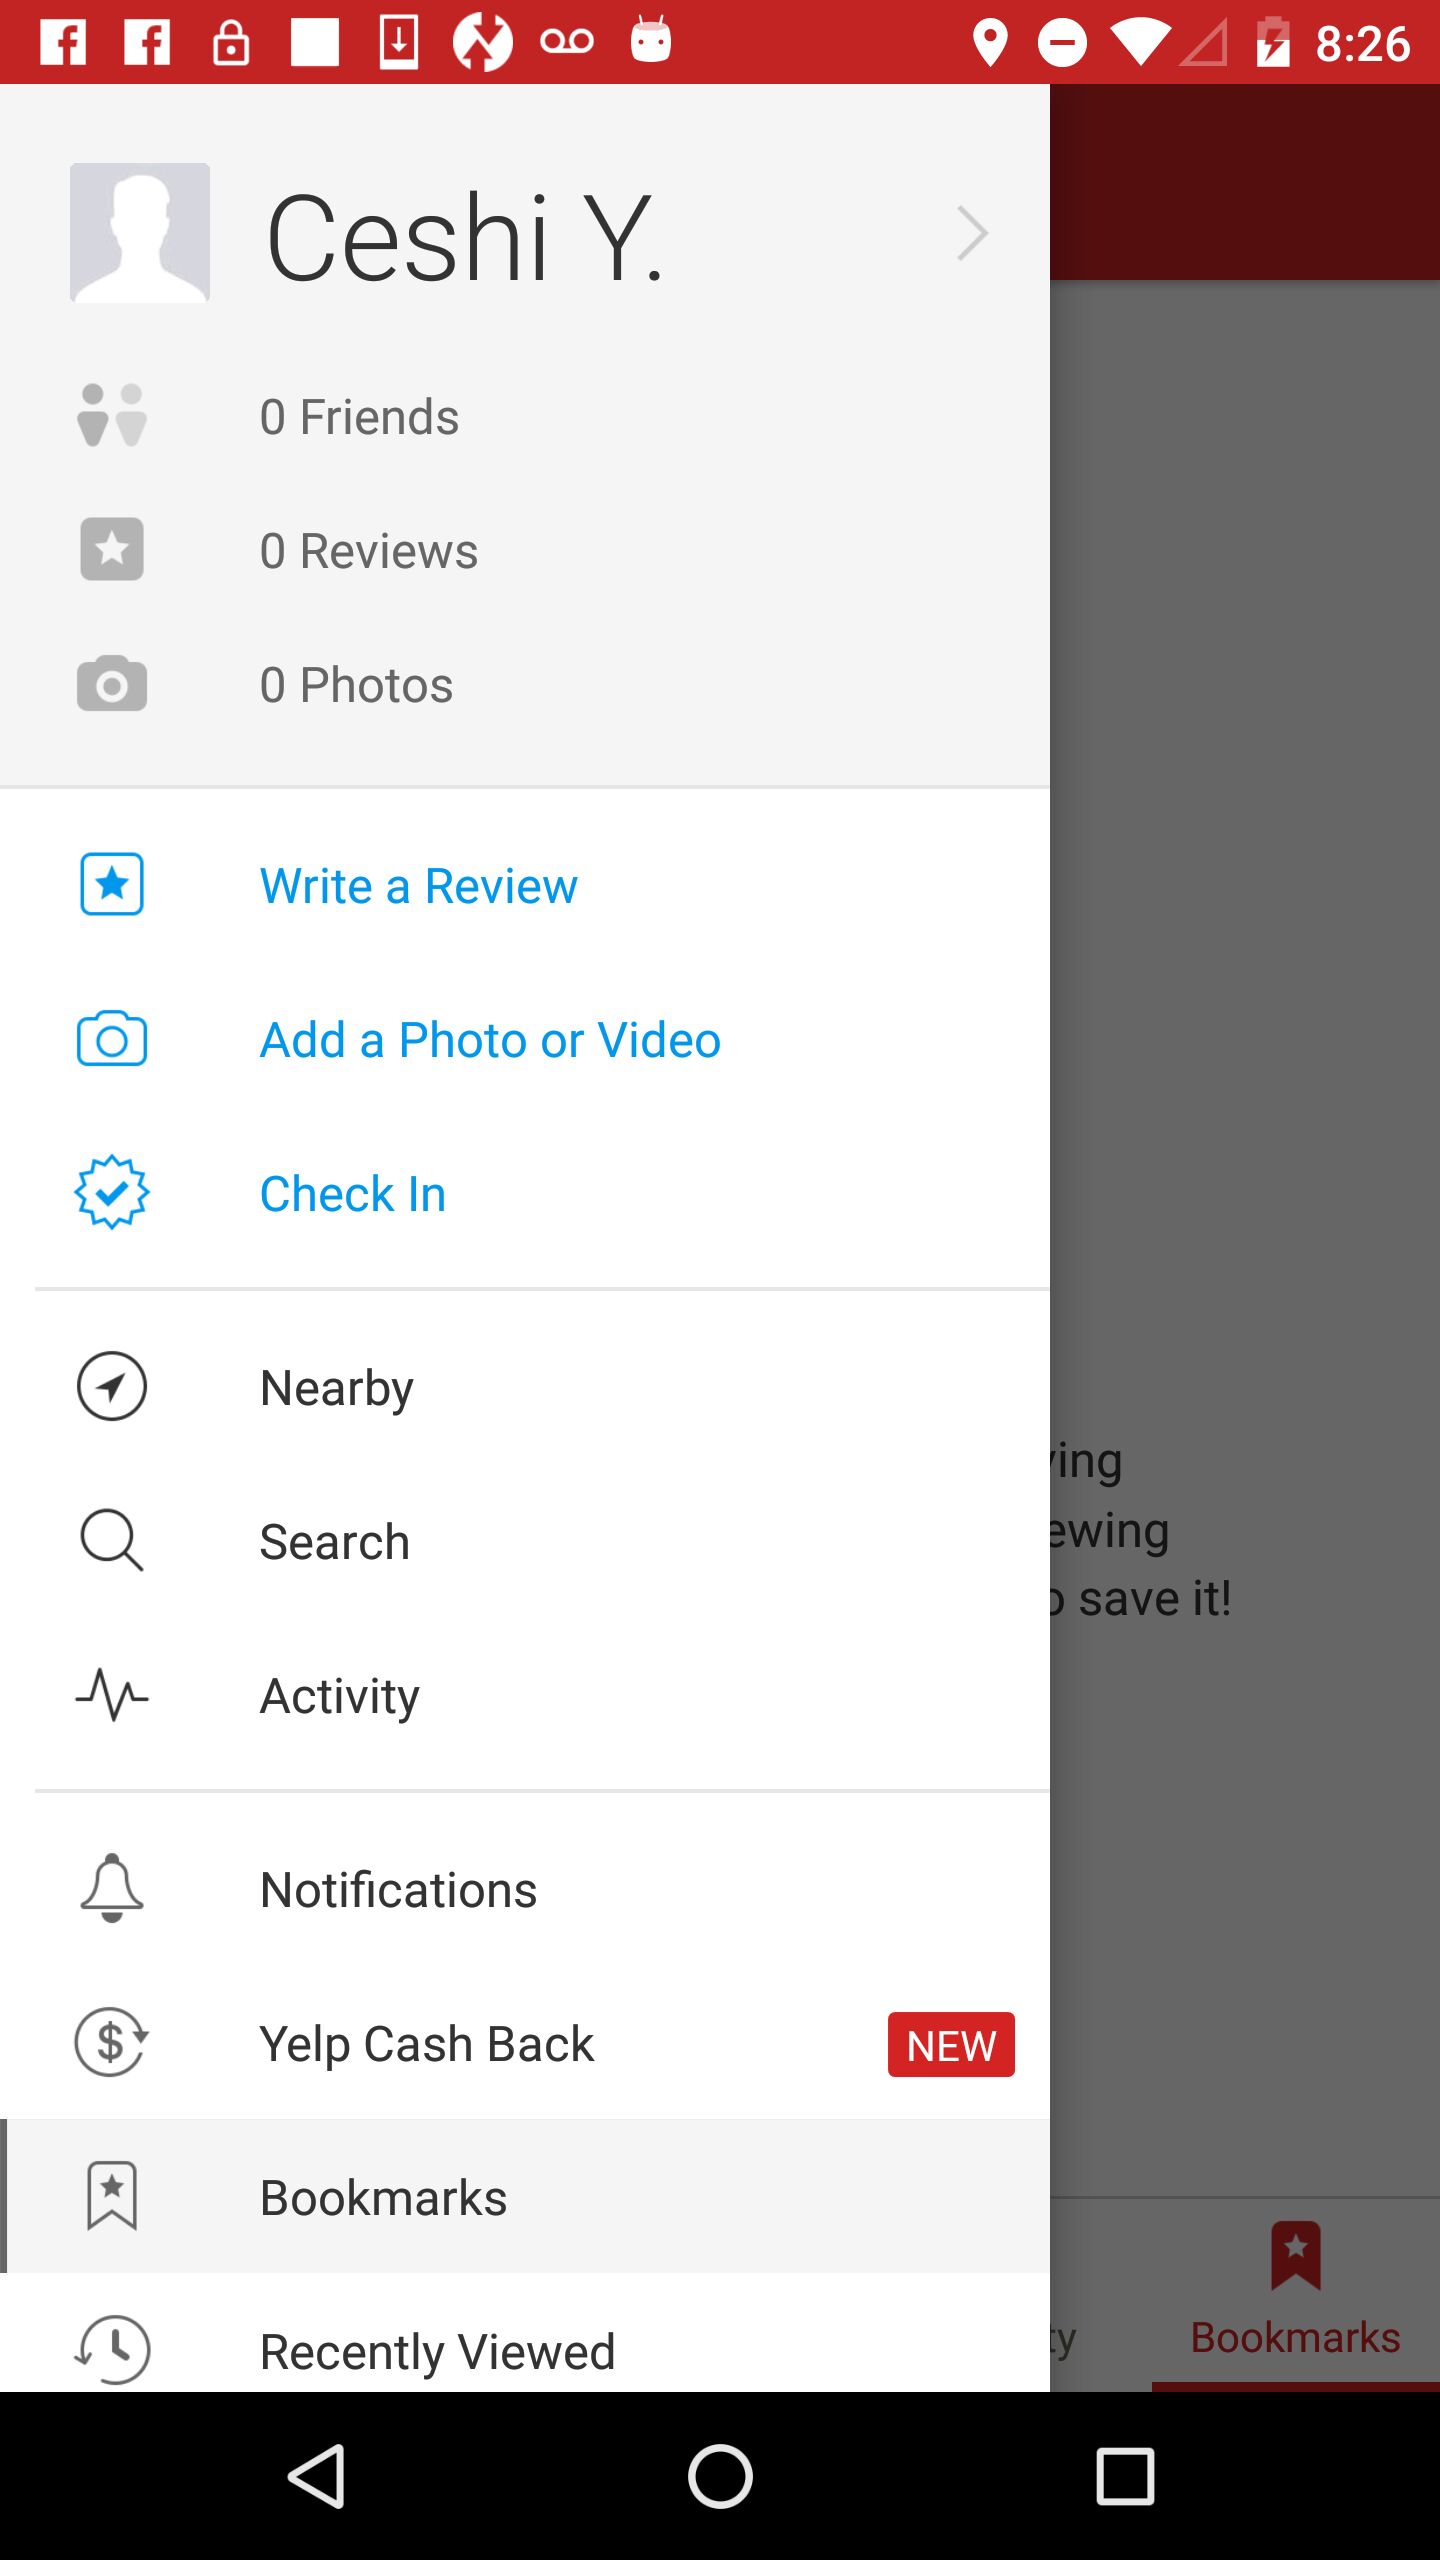 8:26
Ceshi Y.
0 Friends
0 Reviews
0 Photos
Write a Review
Add a Photo or Video
Check In
Nearby
ving
ewing
Search
o save it!
Activity
Notifications
Yelp Cash Back NEW
Bookmarks
ty Bookmarks
Recently Viewed